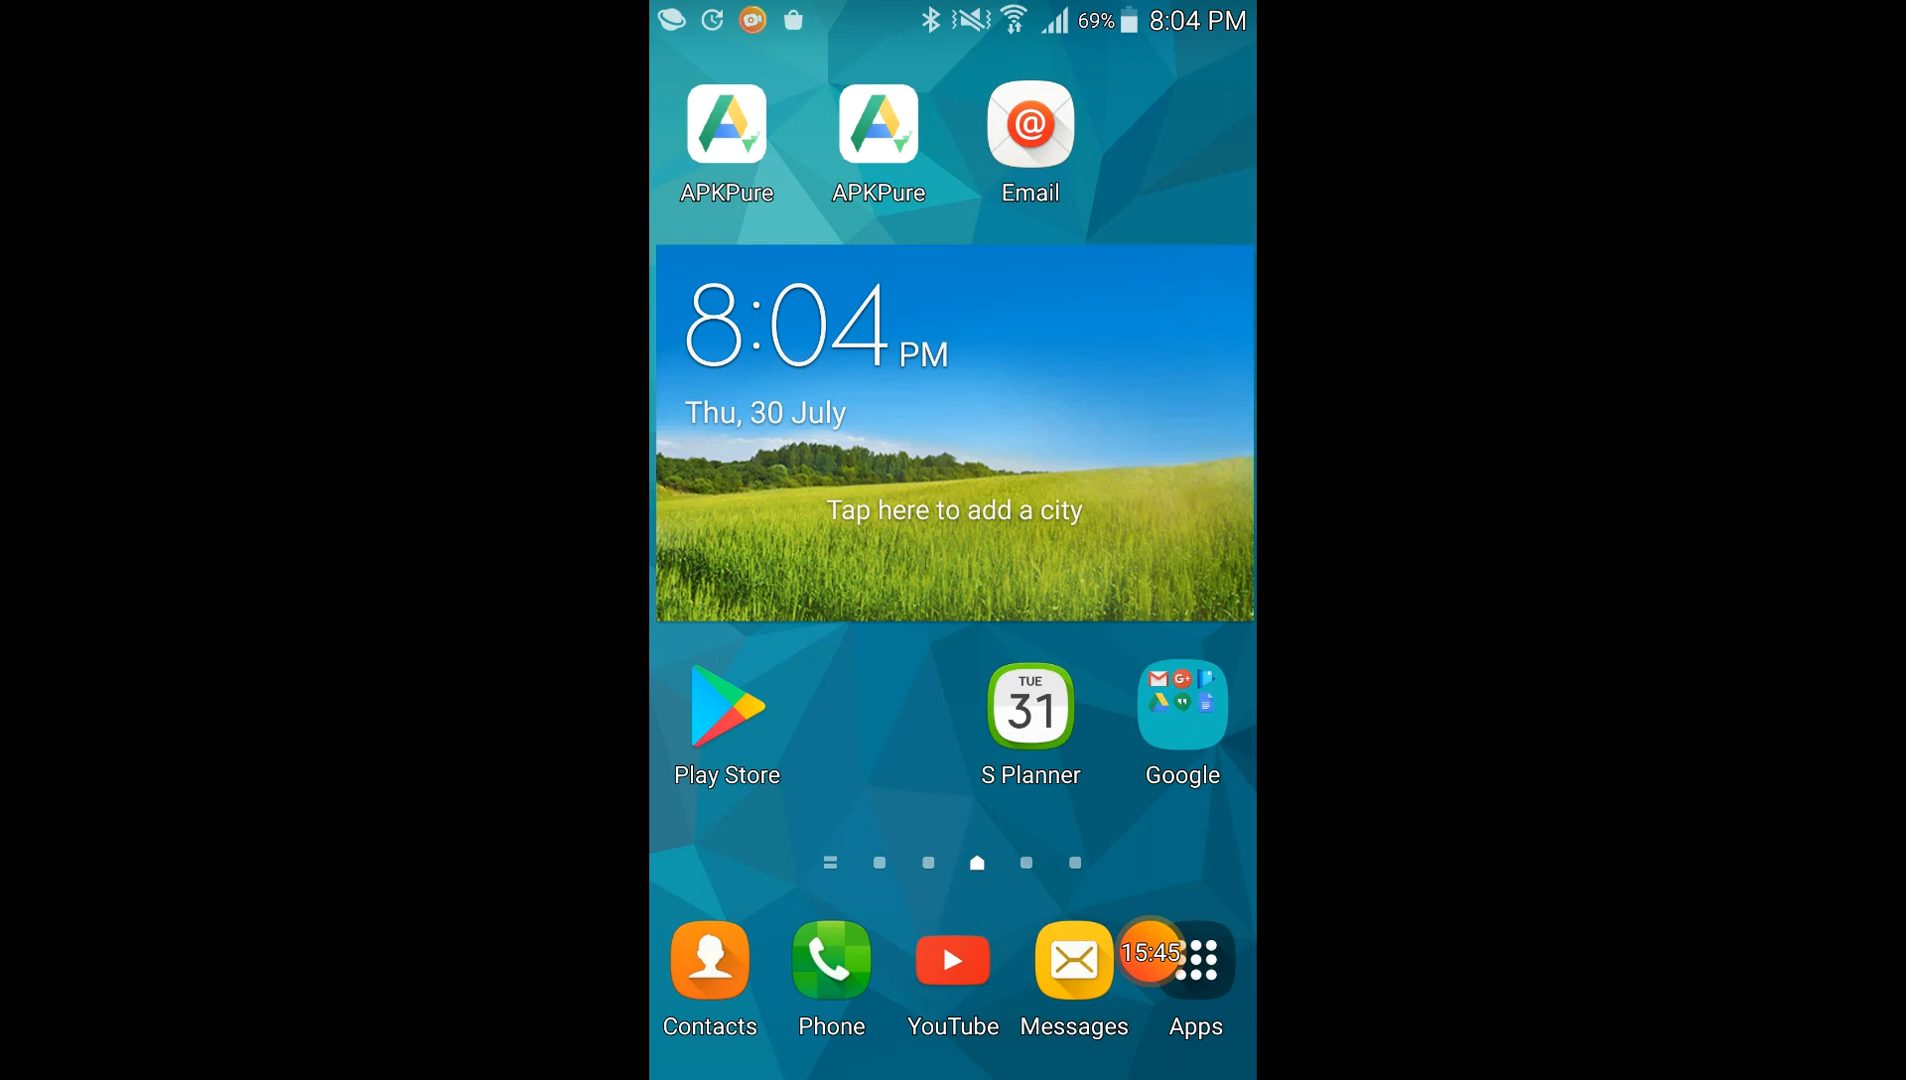 69% 8:04 PM
APKPure APKPure Email
8:04 PM
Thu, 30 July
Tap here to add a city
TUE
31
Play Store S Planner Google
15:45
Contacts Phone YouTube Messages Apps